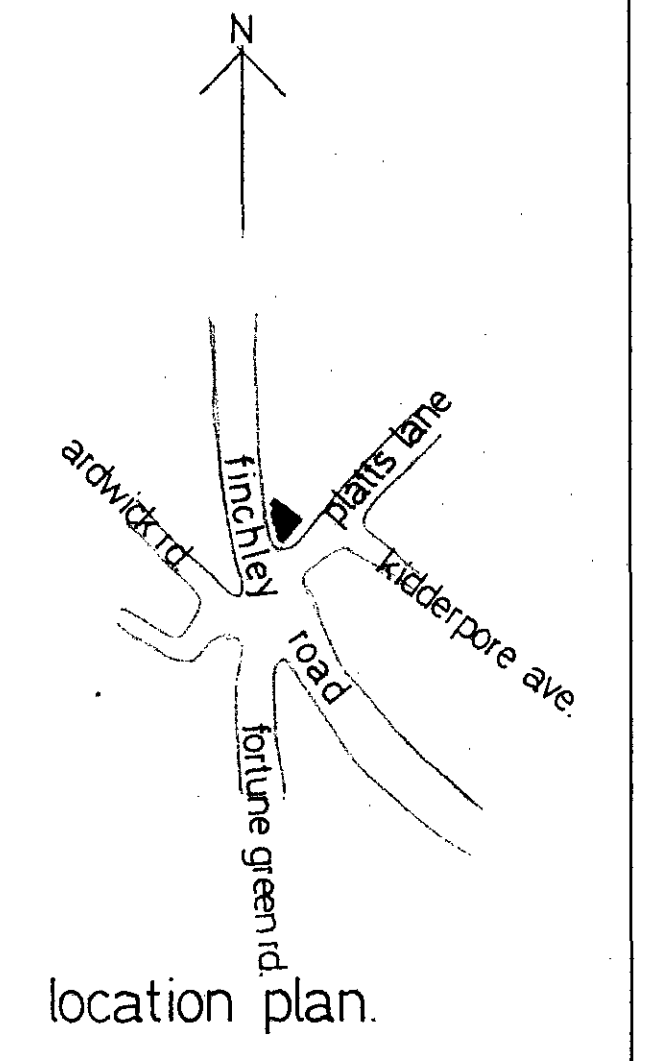 N
platts lane
ardwick rd.
finchley
kidderpore ave.
road
fortune green rd.
location plan.